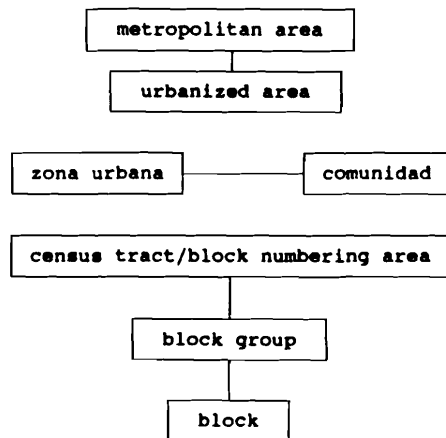 metropolitan area
urbanized area
zona urbana
comunidad
census tract/block numbering area
block group
block